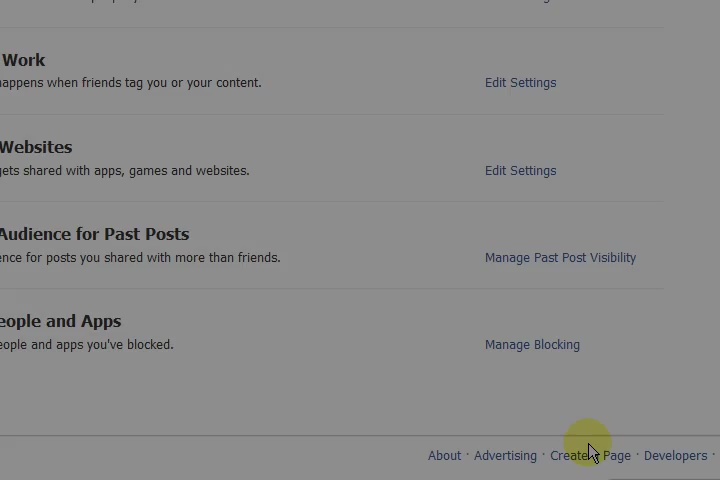 Work
happens when friends tag you or your content. Edit Settings
Websites
gets shared with apps, games and websites. Edit Settings
Audience for Past Posts
ence for posts you shared with more than friends. Manage Past Post Visibility
eople and Apps
eople and apps you've blocked. Manage Blocking
About · Advertising · Create a Page · Developers ·